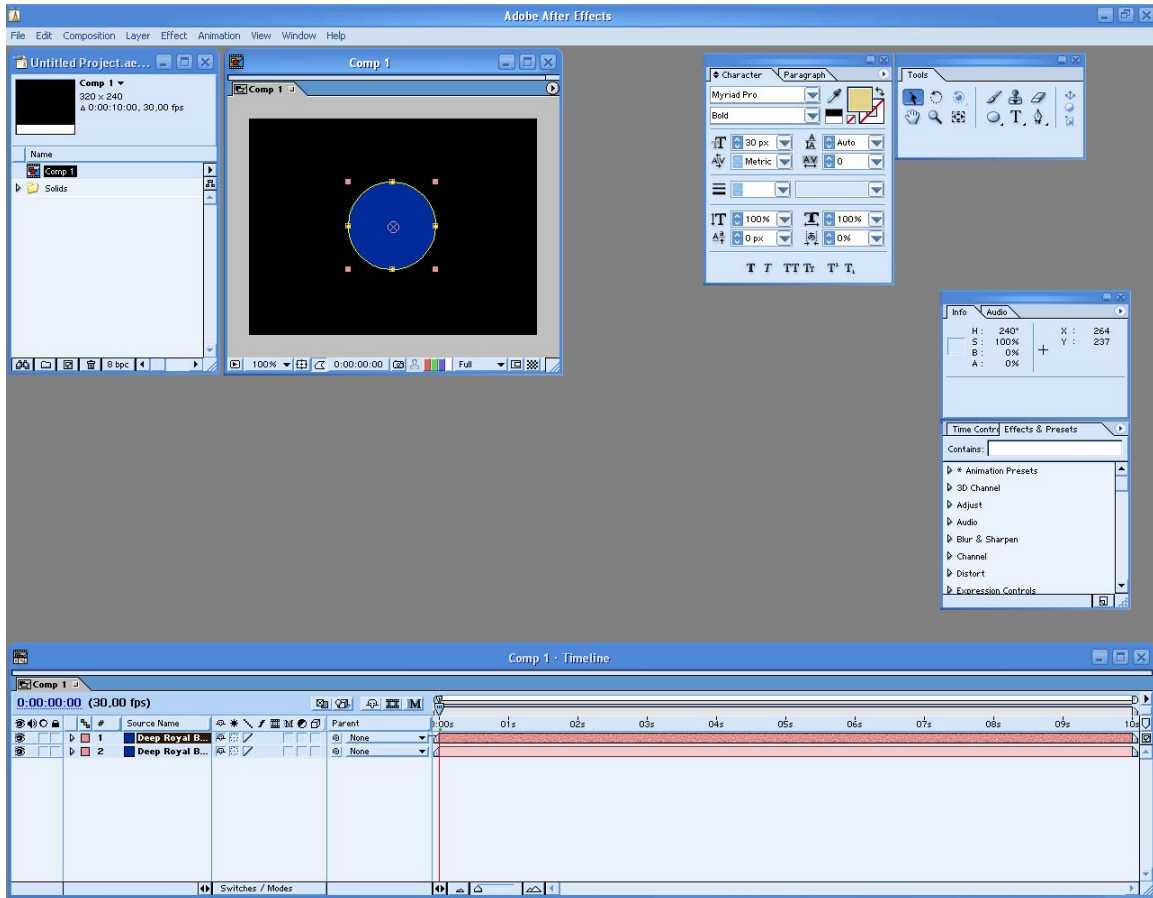 Adobe After Effects
File Edit Composition Layer Effect Animation View Window Help
Untitled Project.ae...
Comp 1
320 x 240
Δ 0:00:10:00, 30,00 fps
Name
Comp 1
Solids
8 bpc
Comp 1
Comp 1
100% 0:00:00:00 Full
Character Paragraph
Myriad Pro
Bold
30 px Auto
Metric 0
100% 100%
0 px 0%
T T TT Tr T¹ T₁
Tools
Info Audio
H : 240° X : 264
S : 100% Y : 237
B : 0%
A : 0%
Time Contro Effects & Presets
Contains:
* Animation Presets
3D Channel
Adjust
Audio
Blur & Sharpen
Channel
Distort
Expression Controls
Comp 1 · Timeline
Comp 1
0:00:00:00 (30,00 fps)
# Source Name Parent
0:00s 01s 02s 03s 04s 05s 06s 07s 08s 09s 10s
1 Deep Royal B... None
2 Deep Royal B... None
Switches / Modes